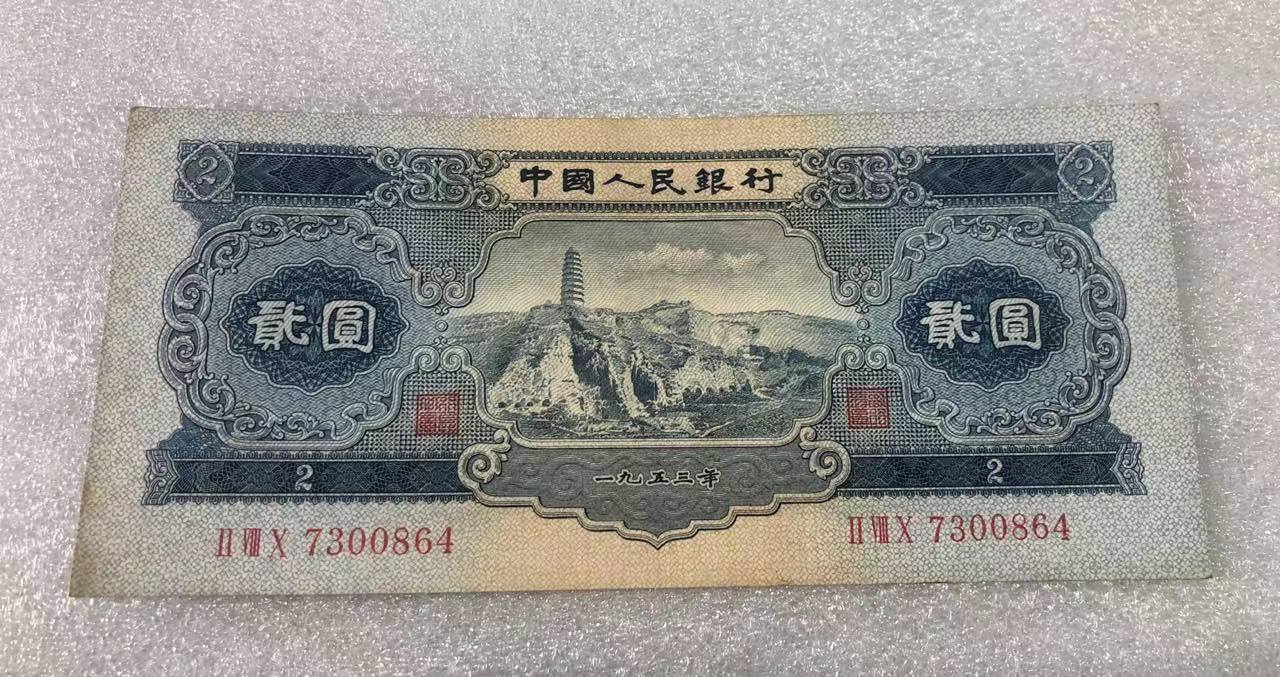 2 中國人民銀行 2
貳圓 貳圓
2 一九五三年 2
II VIII X 7300864 II VIII X 7300864